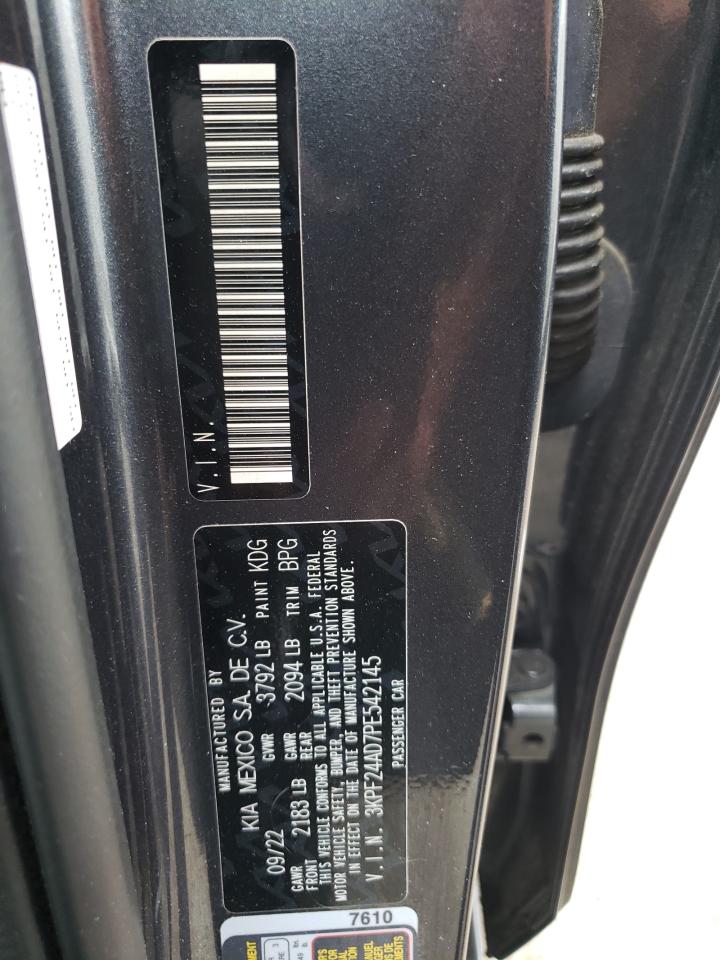 V.I.N.
MANUFACTURED BY
KIA MEXICO S.A. DE C.V.
09/22 GVWR 3792 LB PAINT KDG
GAWR FRONT 2183 LB GAWR REAR 2094 LB TRIM BPG
THIS VEHICLE CONFORMS TO ALL APPLICABLE U.S.A. FEDERAL
MOTOR VEHICLE SAFETY, BUMPER, AND THEFT PREVENTION STANDARDS
IN EFFECT ON THE DATE OF MANUFACTURE SHOWN ABOVE.
V.I.N. 3KPF24AD7PE542145
PASSENGER CAR
7610